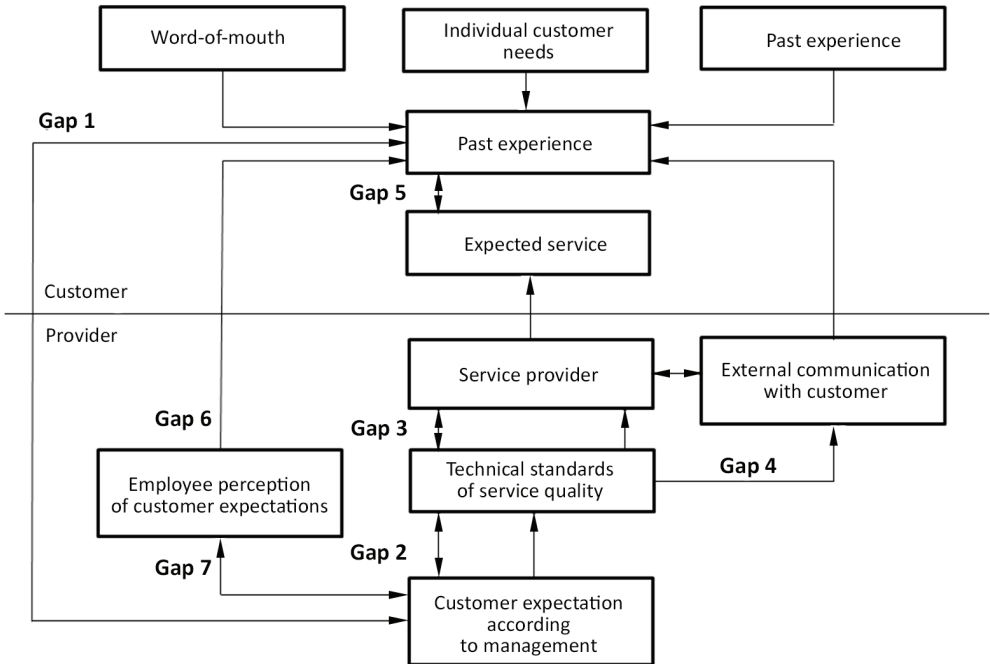 Word-of-mouth
Individual customer
needs
Past experience
Gap 1
Past experience
Gap 5
Expected service
Customer
Provider
Service provider
External communication
with customer
Gap 6
Gap 3
Technical standards
of service quality
Gap 4
Employee perception
of customer expectations
Gap 2
Gap 7
Customer expectation
according
to management